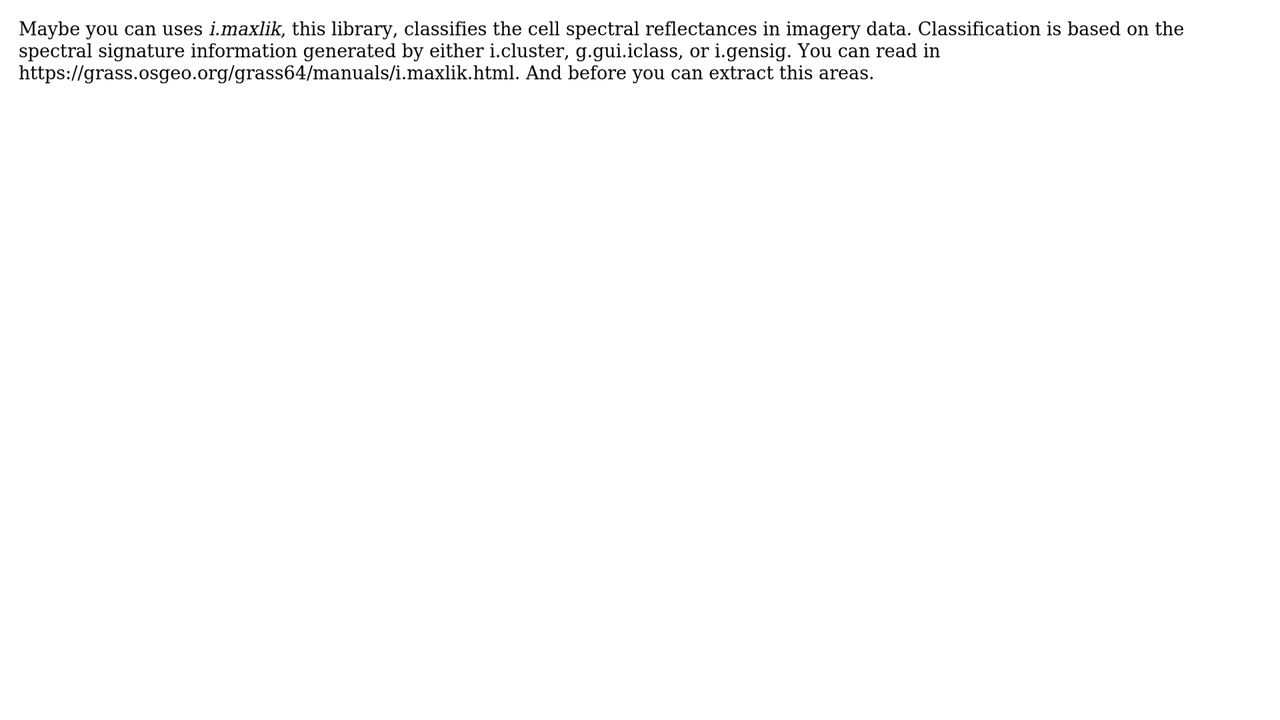 Maybe you can uses i.maxlik, this library, classifies the cell spectral reflectances in imagery data. Classification is based on the
spectral signature information generated by either i.cluster, g.gui.iclass, or i.gensig. You can read in
https://grass.osgeo.org/grass64/manuals/i.maxlik.html. And before you can extract this areas.